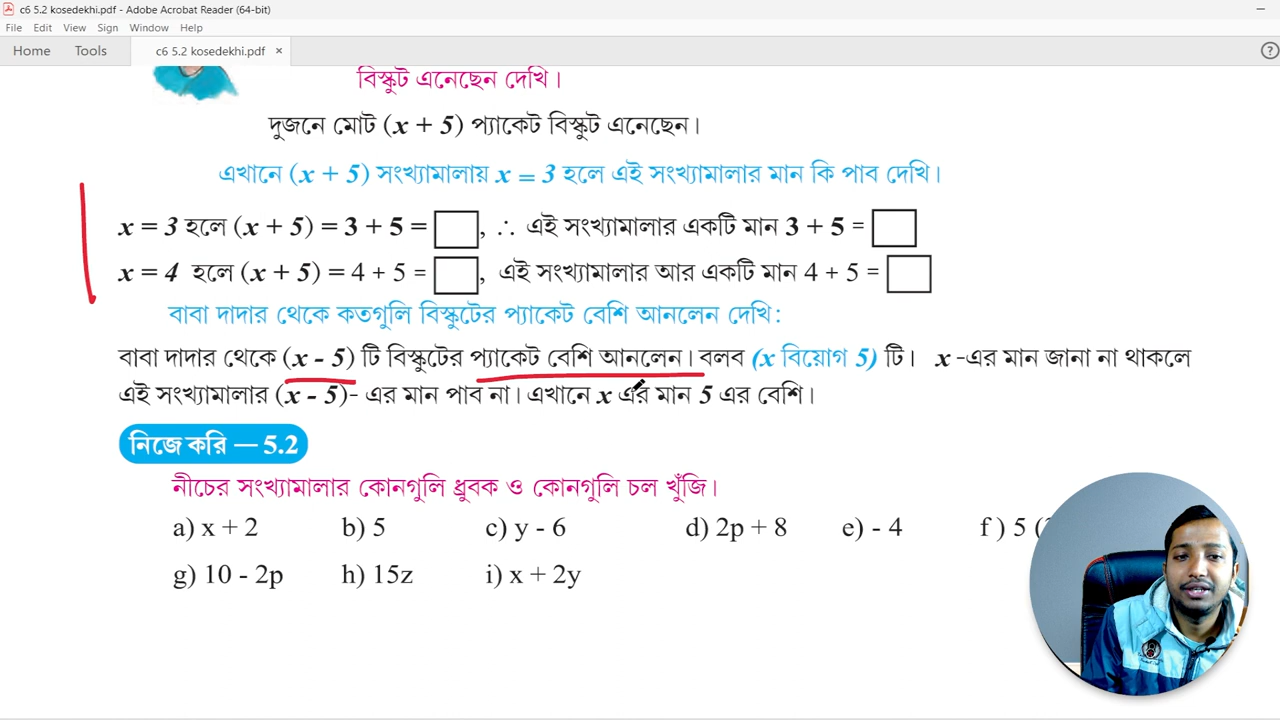 c6 5.2 kosedekhi.pdf - Adobe Acrobat Reader (64-bit)
File Edit View Sign Window Help
Home Tools c6 5.2 kosedekhi.pdf ×
বিস্কুট এনেছেন দেখি।
দুজনে মোট (x + 5) প্যাকেট বিস্কুট এনেছেন।
এখানে (x + 5) সংখ্যামালায় x = 3 হলে এই সংখ্যামালার মান কি পাব দেখি।
x = 3 হলে (x + 5) = 3 + 5 = , ∴ এই সংখ্যামালার একটি মান 3 + 5 =
x = 4 হলে (x + 5) = 4 + 5 = , এই সংখ্যামালার আর একটি মান 4 + 5 =
বাবা দাদার থেকে কতগুলি বিস্কুটের প্যাকেট বেশি আনলেন দেখি:
বাবা দাদার থেকে (x - 5) টি বিস্কুটের প্যাকেট বেশি আনলেন। বলব (x বিয়োগ 5) টি। x -এর মান জানা না থাকলে
এই সংখ্যামালার (x - 5)- এর মান পাব না। এখানে x এর মান 5 এর বেশি।
নিজে করি — 5.2
নীচের সংখ্যামালার কোনগুলি ধ্রুবক ও কোনগুলি চল খুঁজি।
a) x + 2 b) 5 c) y - 6 d) 2p + 8 e) - 4 f ) 5 (
g) 10 - 2p h) 15z i) x + 2y